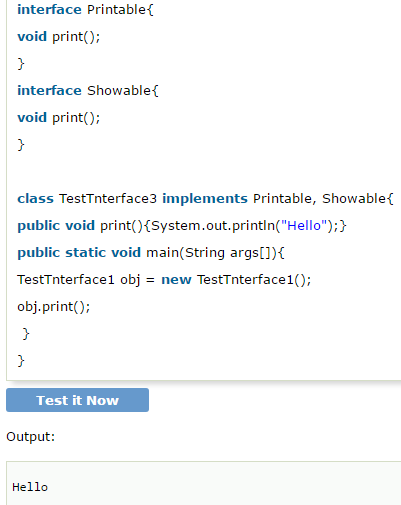 interface Printable{
void print();
}
interface Showable{
void print();
}
class TestTnterface3 implements Printable, Showable{
public void print(){System.out.println("Hello");}
public static void main(String args[]){
TestTnterface1 obj = new TestTnterface1();
obj.print();
}
}
Test it Now
Output:
Hello